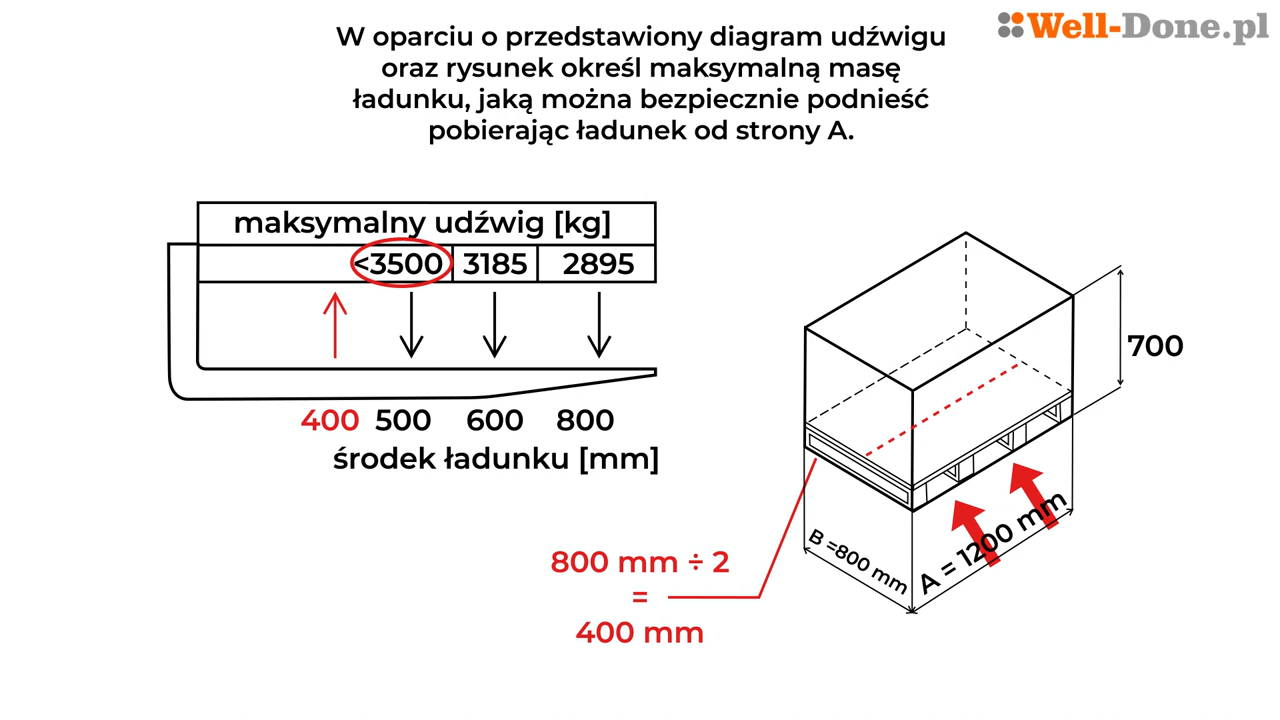 Well-Done.pl
W oparciu o przedstawiony diagram udźwigu
oraz rysunek określ maksymalną masę
ładunku, jaką można bezpiecznie podnieść
pobierając ładunek od strony A.
maksymalny udźwig [kg]
<3500 3185 2895
400 500 600 800
środek ładunku [mm]
700
B =800 mm
A = 1200 mm
800 mm ÷ 2
=
400 mm